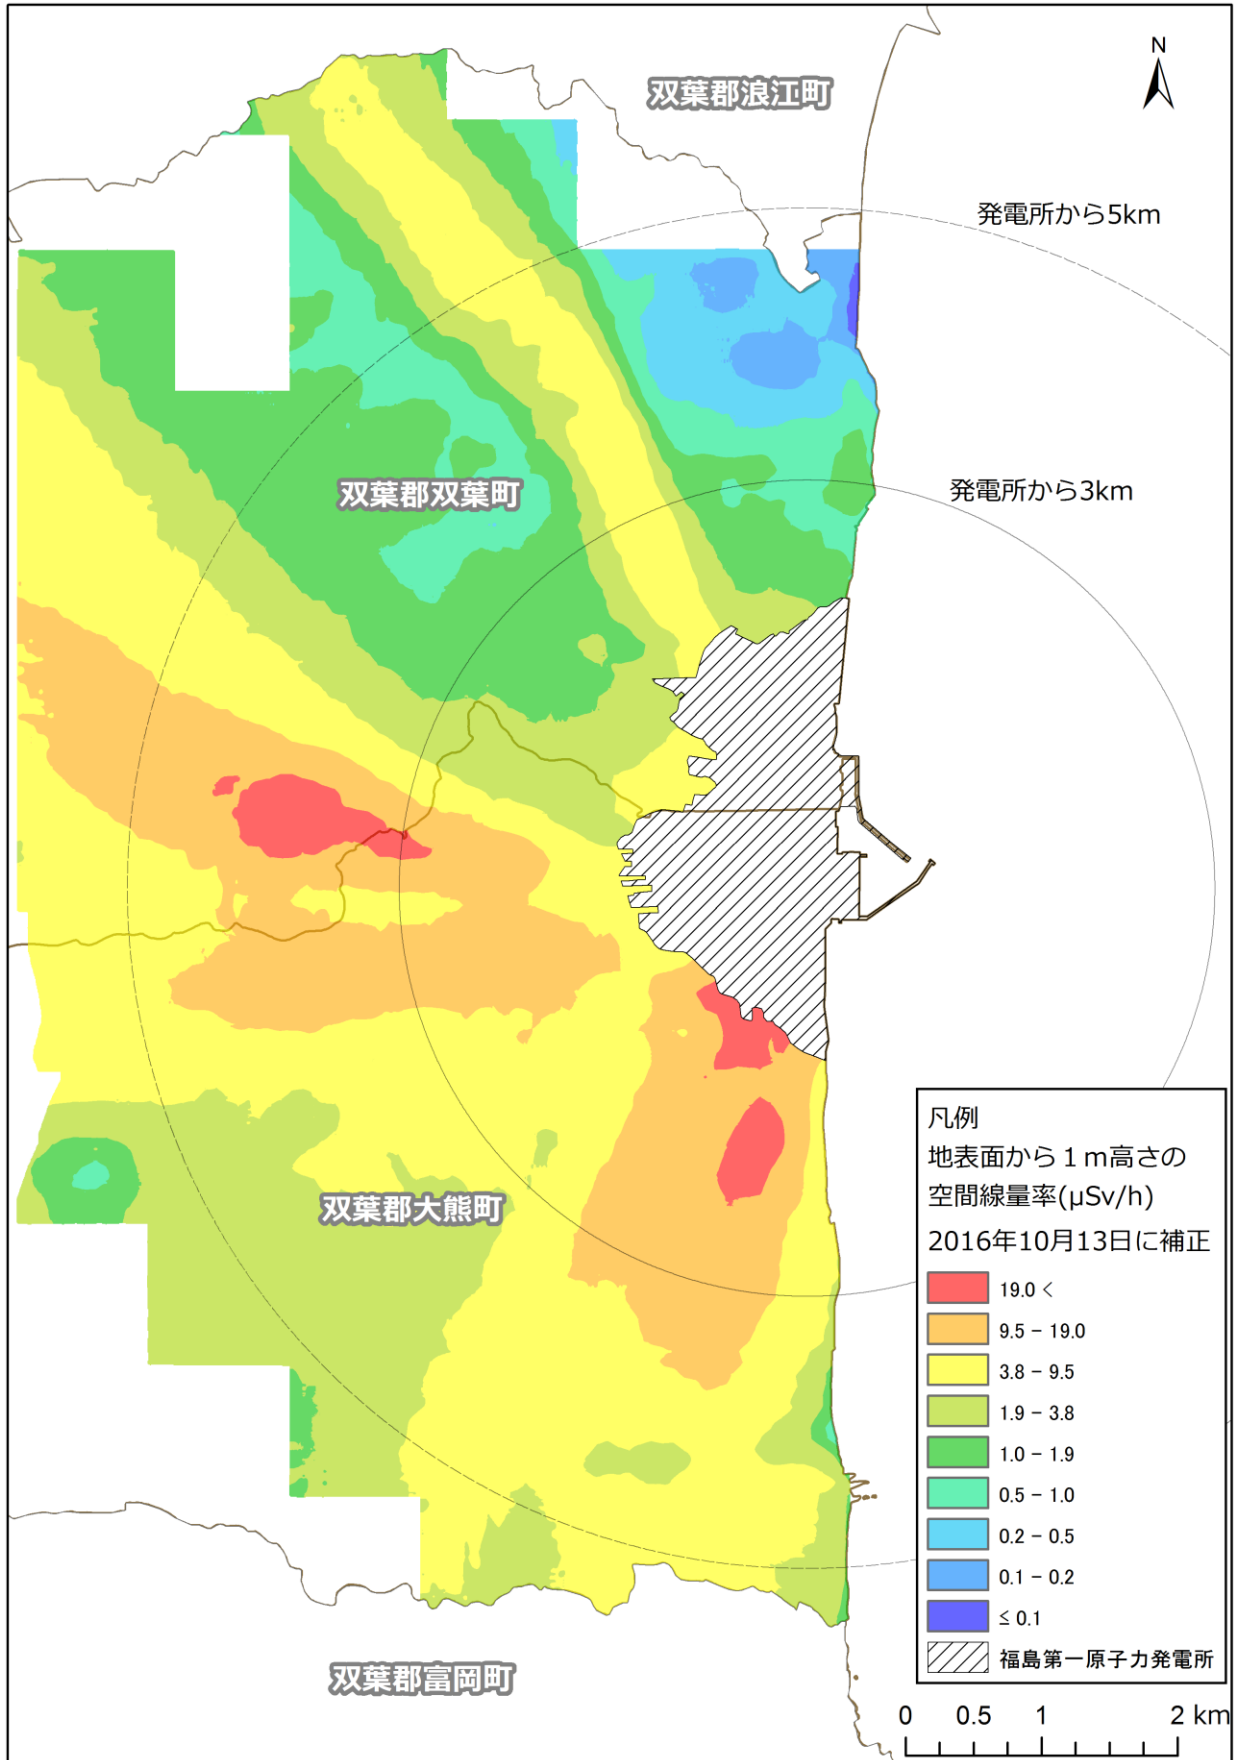 N
双葉郡浪江町
発電所から5km
発電所から3km
双葉郡双葉町
双葉郡大熊町
双葉郡富岡町
凡例
地表面から１ｍ高さの
空間線量率(μSv/h)
2016年10月13日に補正
19.0 <
9.5 − 19.0
3.8 − 9.5
1.9 − 3.8
1.0 − 1.9
0.5 − 1.0
0.2 − 0.5
0.1 − 0.2
≤ 0.1
福島第一原子力発電所
0 0.5 1 2 km